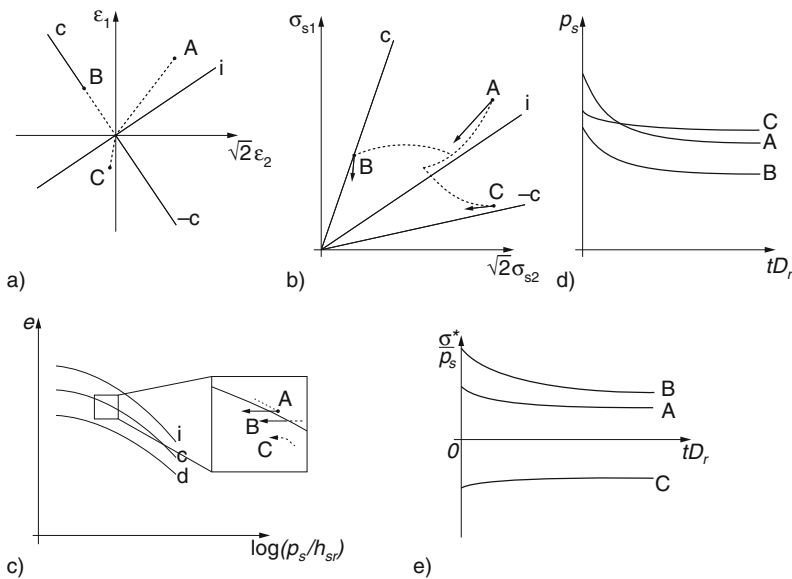 ε1
c
A
i
B
√2 ε2
C
–c
a)
σs1
c
A
i
B
C
–c
√2σs2
b)
ps
C
A
B
tDr
d)
e
A
B
C
i
c
d
log(ps/hsr)
c)
σ*
ps
B
A
0
tDr
C
e)